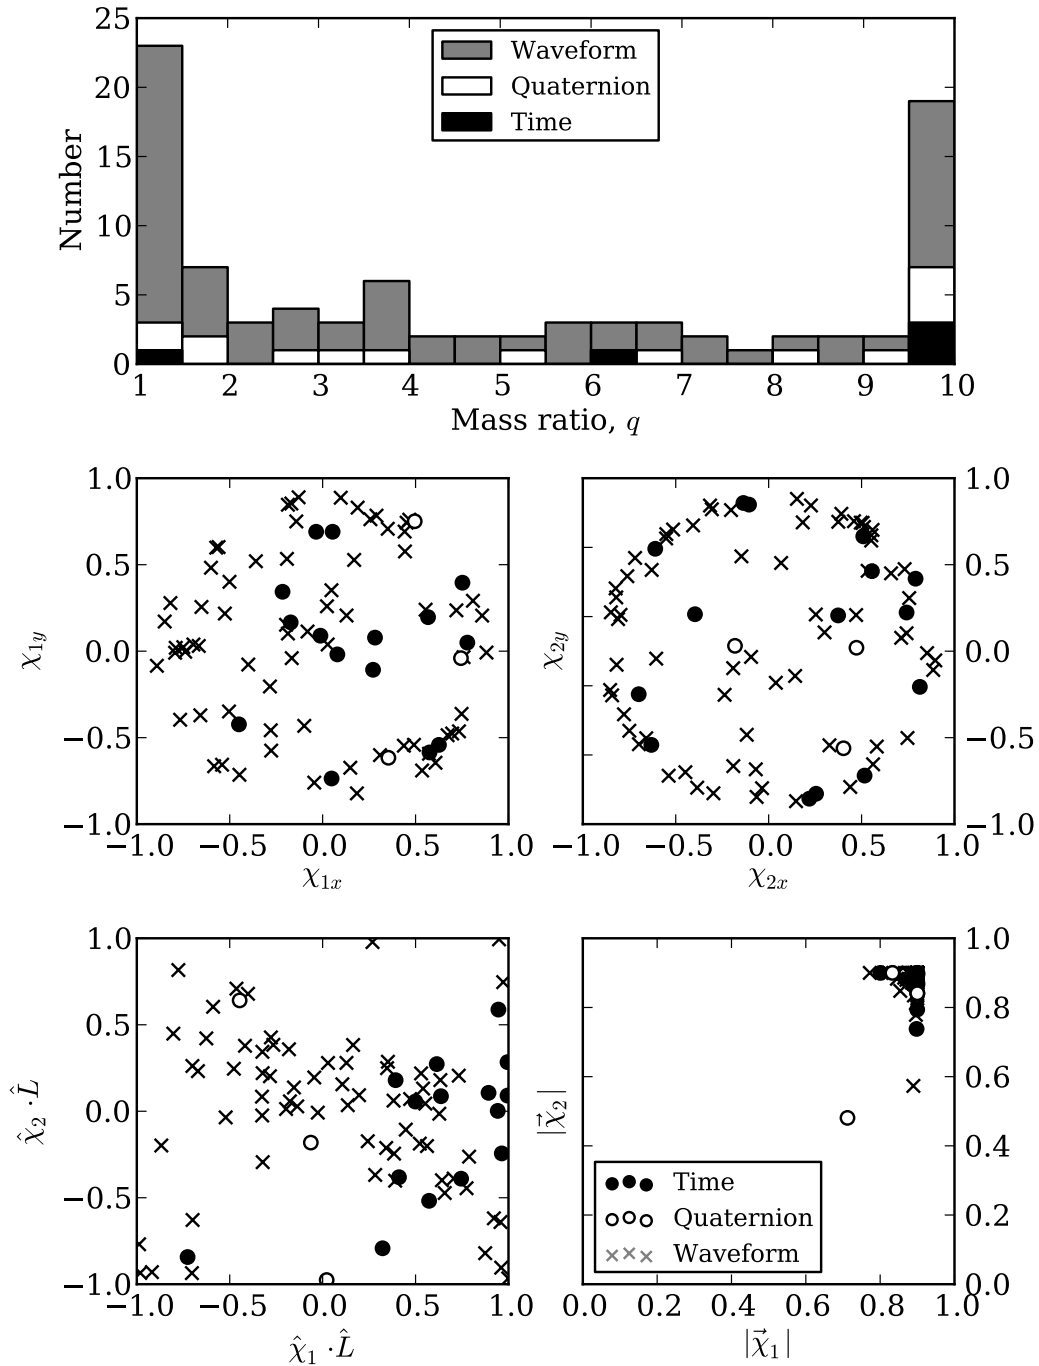 25
20
15
10
5
0
Number
Waveform
Quaternion
Time
1 2 3 4 5 6 7 8 9 10
Mass ratio, q
1.0
0.5
0.0
−0.5
−1.0
χ1y
−1.0 −0.5 0.0 0.5 1.0
χ1x
χ2y
1.0
0.5
0.0
−0.5
−1.0
−1.0 −0.5 0.0 0.5 1.0
χ2x
1.0
0.5
0.0
−0.5
−1.0
χ̂2 · L̂
−1.0 −0.5 0.0 0.5 1.0
χ̂1 · L̂
|χ⃗2|
1.0
0.8
0.6
0.4
0.2
0.0
Time
Quaternion
Waveform
0.0 0.2 0.4 0.6 0.8 1.0
|χ⃗1|